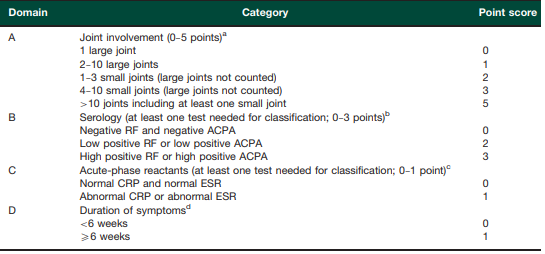 Domain Category Point score
A Joint involvement (0–5 points)a
1 large joint 0
2–10 large joints 1
1–3 small joints (large joints not counted) 2
4–10 small joints (large joints not counted) 3
>10 joints including at least one small joint 5
B Serology (at least one test needed for classification; 0–3 points)b
Negative RF and negative ACPA 0
Low positive RF or low positive ACPA 2
High positive RF or high positive ACPA 3
C Acute-phase reactants (at least one test needed for classification; 0–1 point)c
Normal CRP and normal ESR 0
Abnormal CRP or abnormal ESR 1
D Duration of symptomsd
<6 weeks 0
⩾6 weeks 1